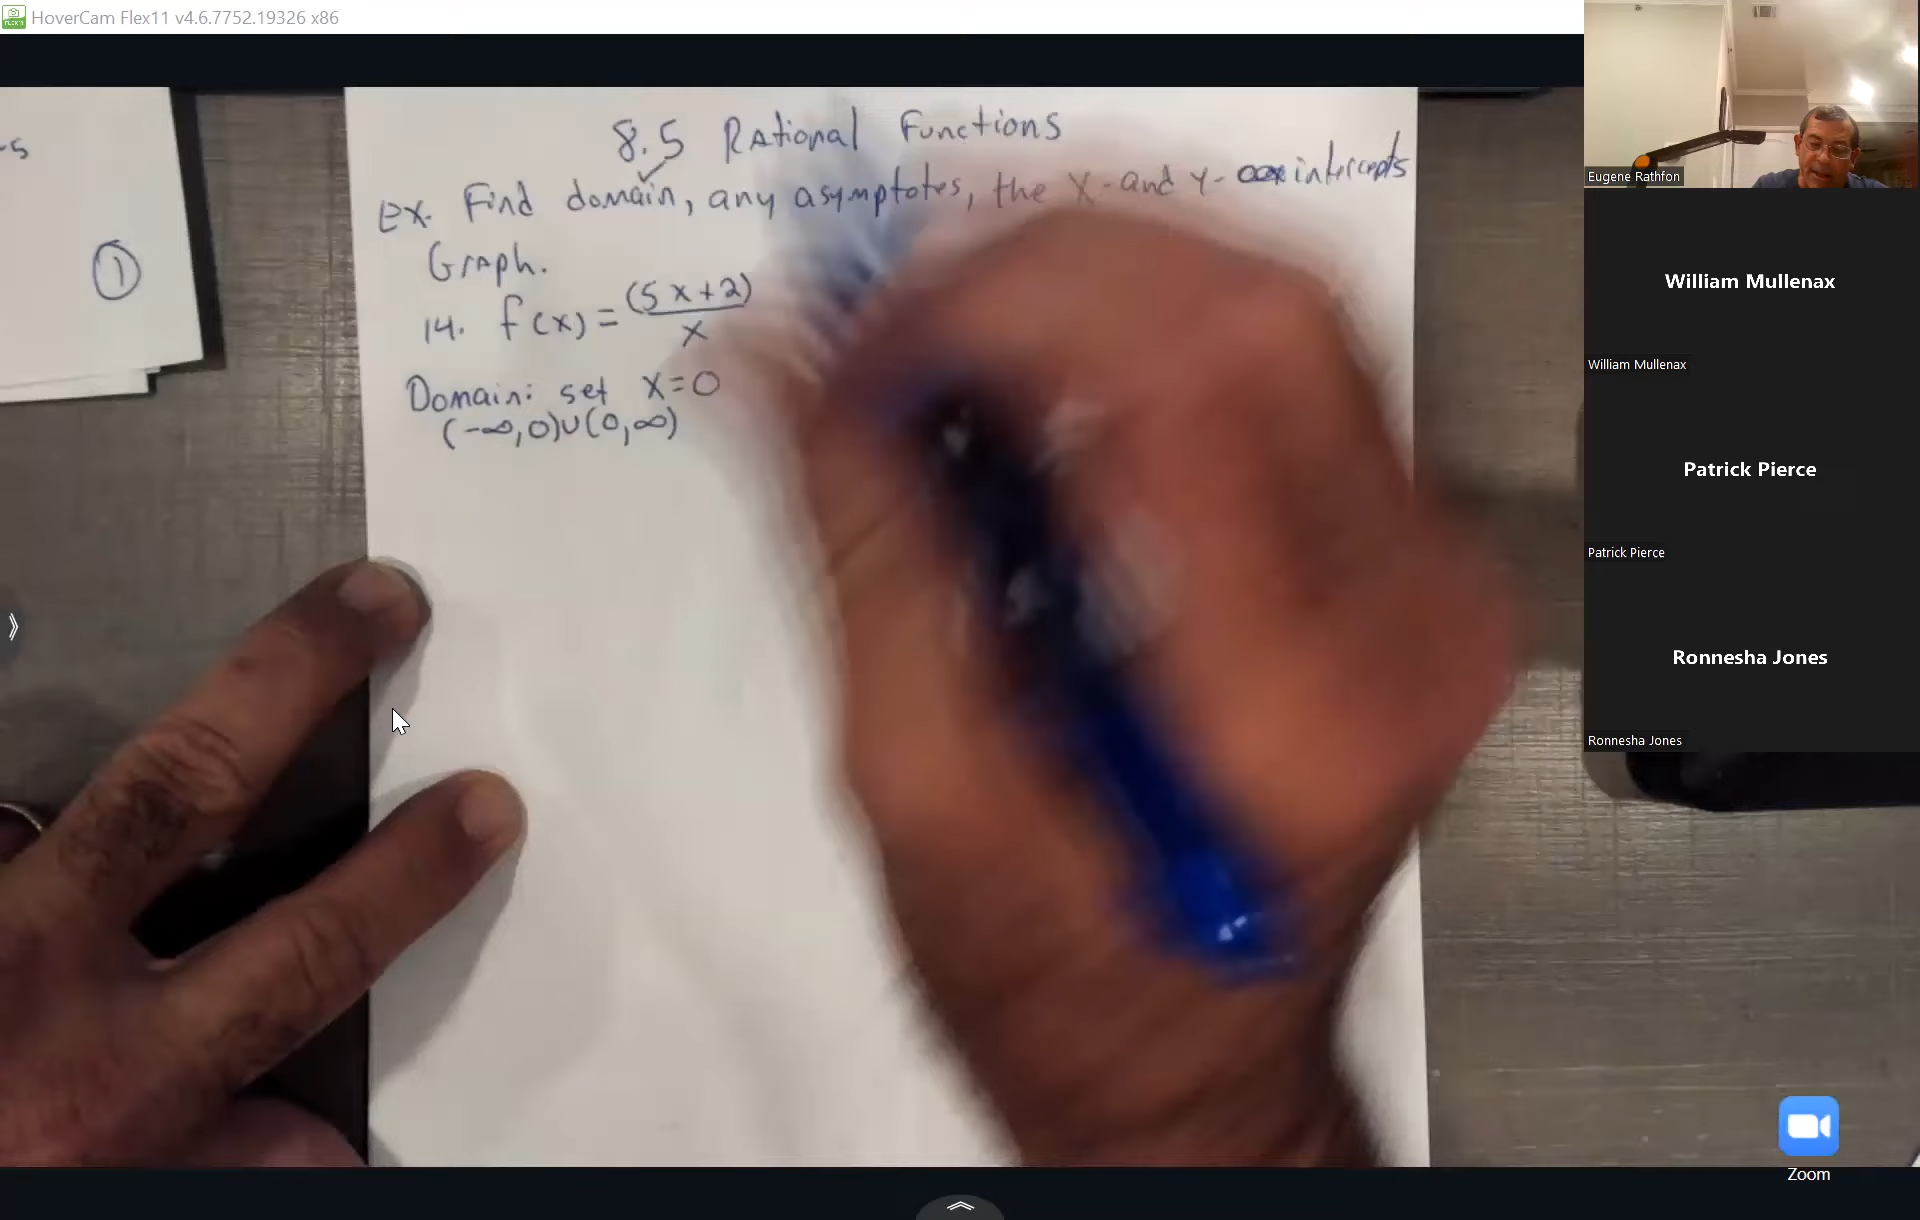 HoverCam Flex11 v4.6.7752.19326 x86
-5
①
8.5 Rational Functions
Ex. Find domain, any asymptotes, the x-and y- intercepts
Graph.
14. f(x) = (5x+2)/x
Domain: set x=0
(-∞,0)∪(0,∞)
Eugene Rathfon
William Mullenax
William Mullenax
Patrick Pierce
Patrick Pierce
Ronnesha Jones
Ronnesha Jones
Zoom